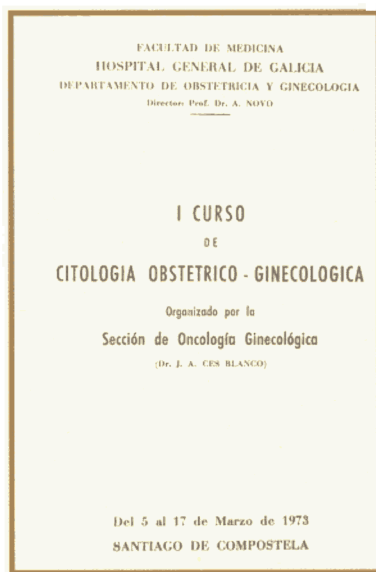 FACULTAD DE MEDICINA
HOSPITAL GENERAL DE GALICIA
DEPARTAMENTO DE OBSTETRICIA Y GINECOLOGIA
Director: Prof. Dr. A. NOVO
I CURSO
DE
CITOLOGIA OBSTETRICO - GINECOLOGICA
Organizado por la
Sección de Oncología Ginecológica
(Dr. J. A. CES BLANCO)
Del 5 al 17 de Marzo de 1973
SANTIAGO DE COMPOSTELA